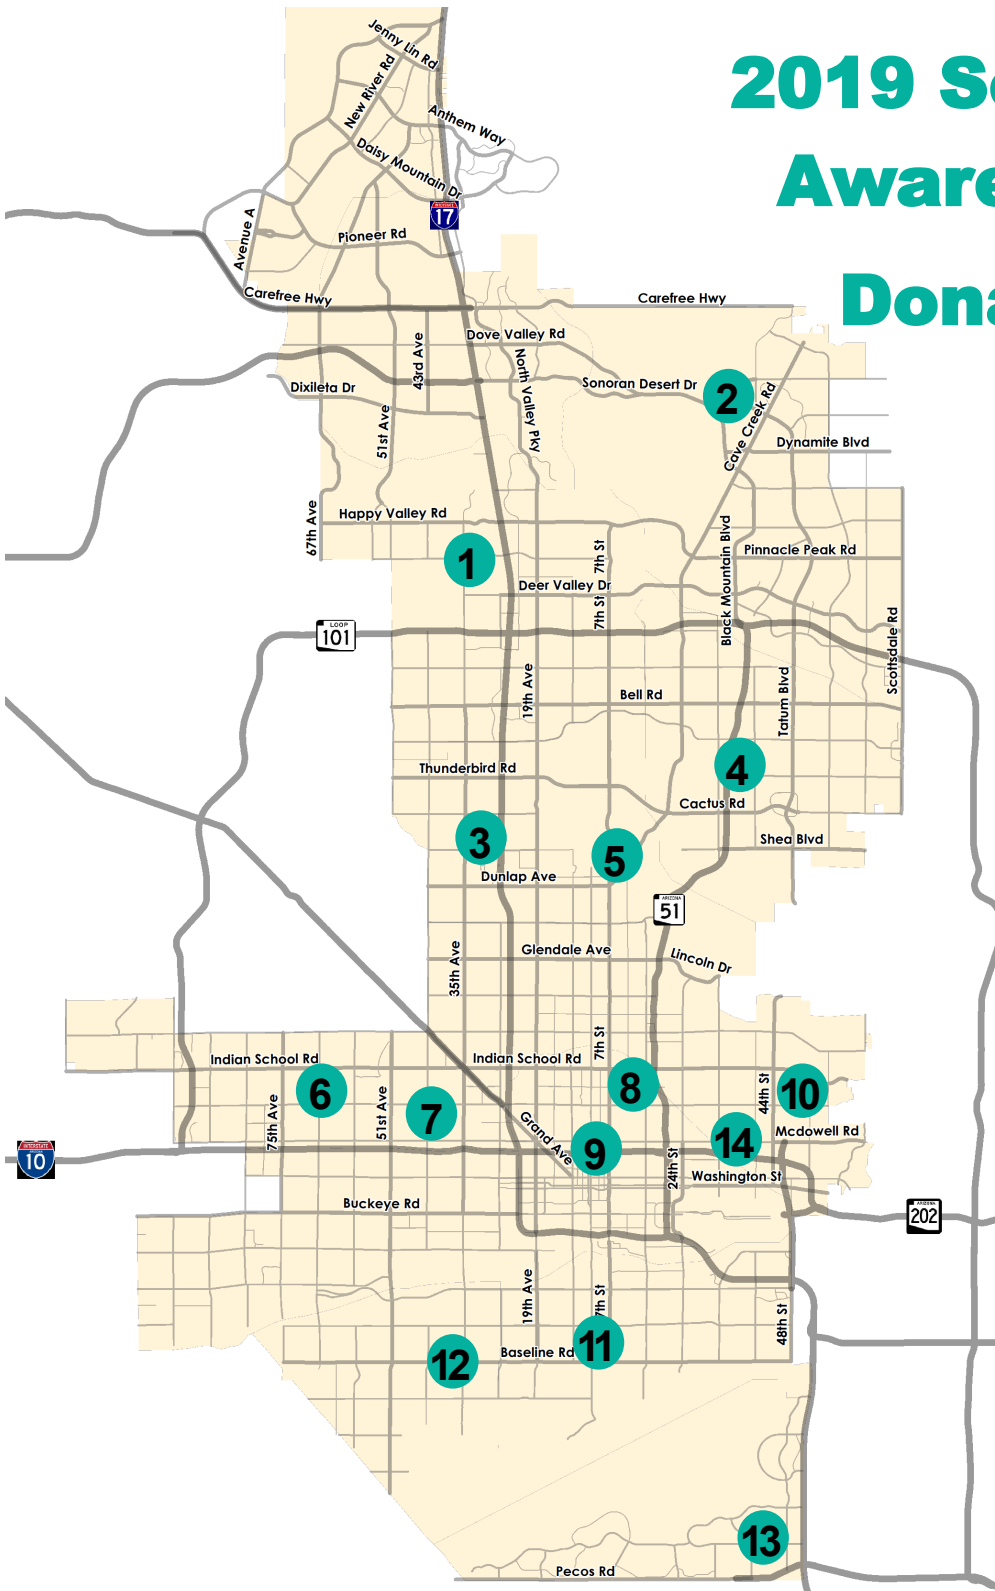 2019 So
Aware
Dona
Jenny Lin Rd
New River Rd
Anthem Way
Daisy Mountain Dr
INTERSTATE
17
Avenue A
Pioneer Rd
Carefree Hwy
Carefree Hwy
Dove Valley Rd
43rd Ave
North Valley Pky
Dixileta Dr
Sonoran Desert Dr
2
Cave Creek Rd
51st Ave
Dynamite Blvd
67th Ave
Happy Valley Rd
1
7th St
Pinnacle Peak Rd
Black Mountain Blvd
Deer Valley Dr
7th St
LOOP
101
Scottsdale Rd
19th Ave
Bell Rd
Tatum Blvd
Thunderbird Rd
4
Cactus Rd
3
5
Shea Blvd
Dunlap Ave
ARIZONA
51
35th Ave
Glendale Ave
Lincoln Dr
Indian School Rd
Indian School Rd
7th St
6
75th Ave
51st Ave
7
8
44th St
10
Grand Ave
9
14
Mcdowell Rd
INTERSTATE
10
24th St
Washington St
Buckeye Rd
ARIZONA
202
19th Ave
7th St
48th St
12
Baseline Rd
11
13
Pecos Rd